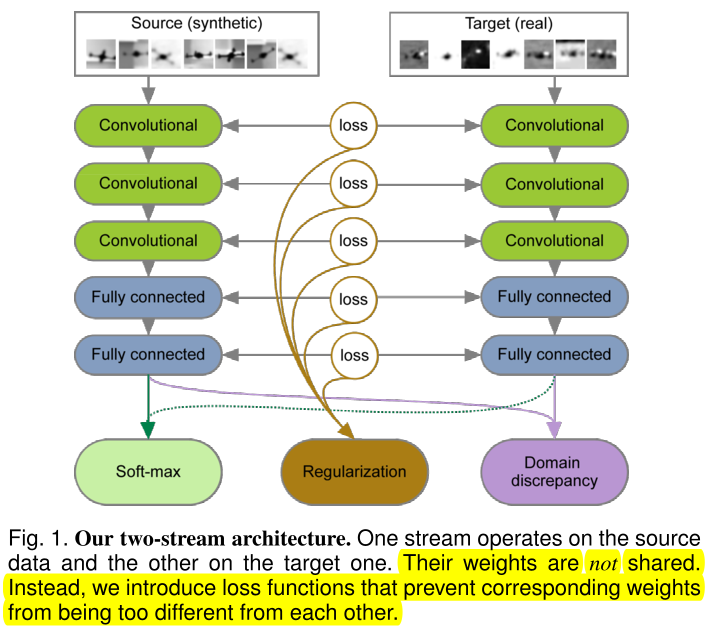 Source (synthetic)
Target (real)
Convolutional
loss
Convolutional
Convolutional
loss
Convolutional
Convolutional
loss
Convolutional
Fully connected
loss
Fully connected
Fully connected
loss
Fully connected
Soft-max
Regularization
Domain
discrepancy
Fig. 1. Our two-stream architecture. One stream operates on the source
data and the other on the target one. Their weights are not shared.
Instead, we introduce loss functions that prevent corresponding weights
from being too different from each other.